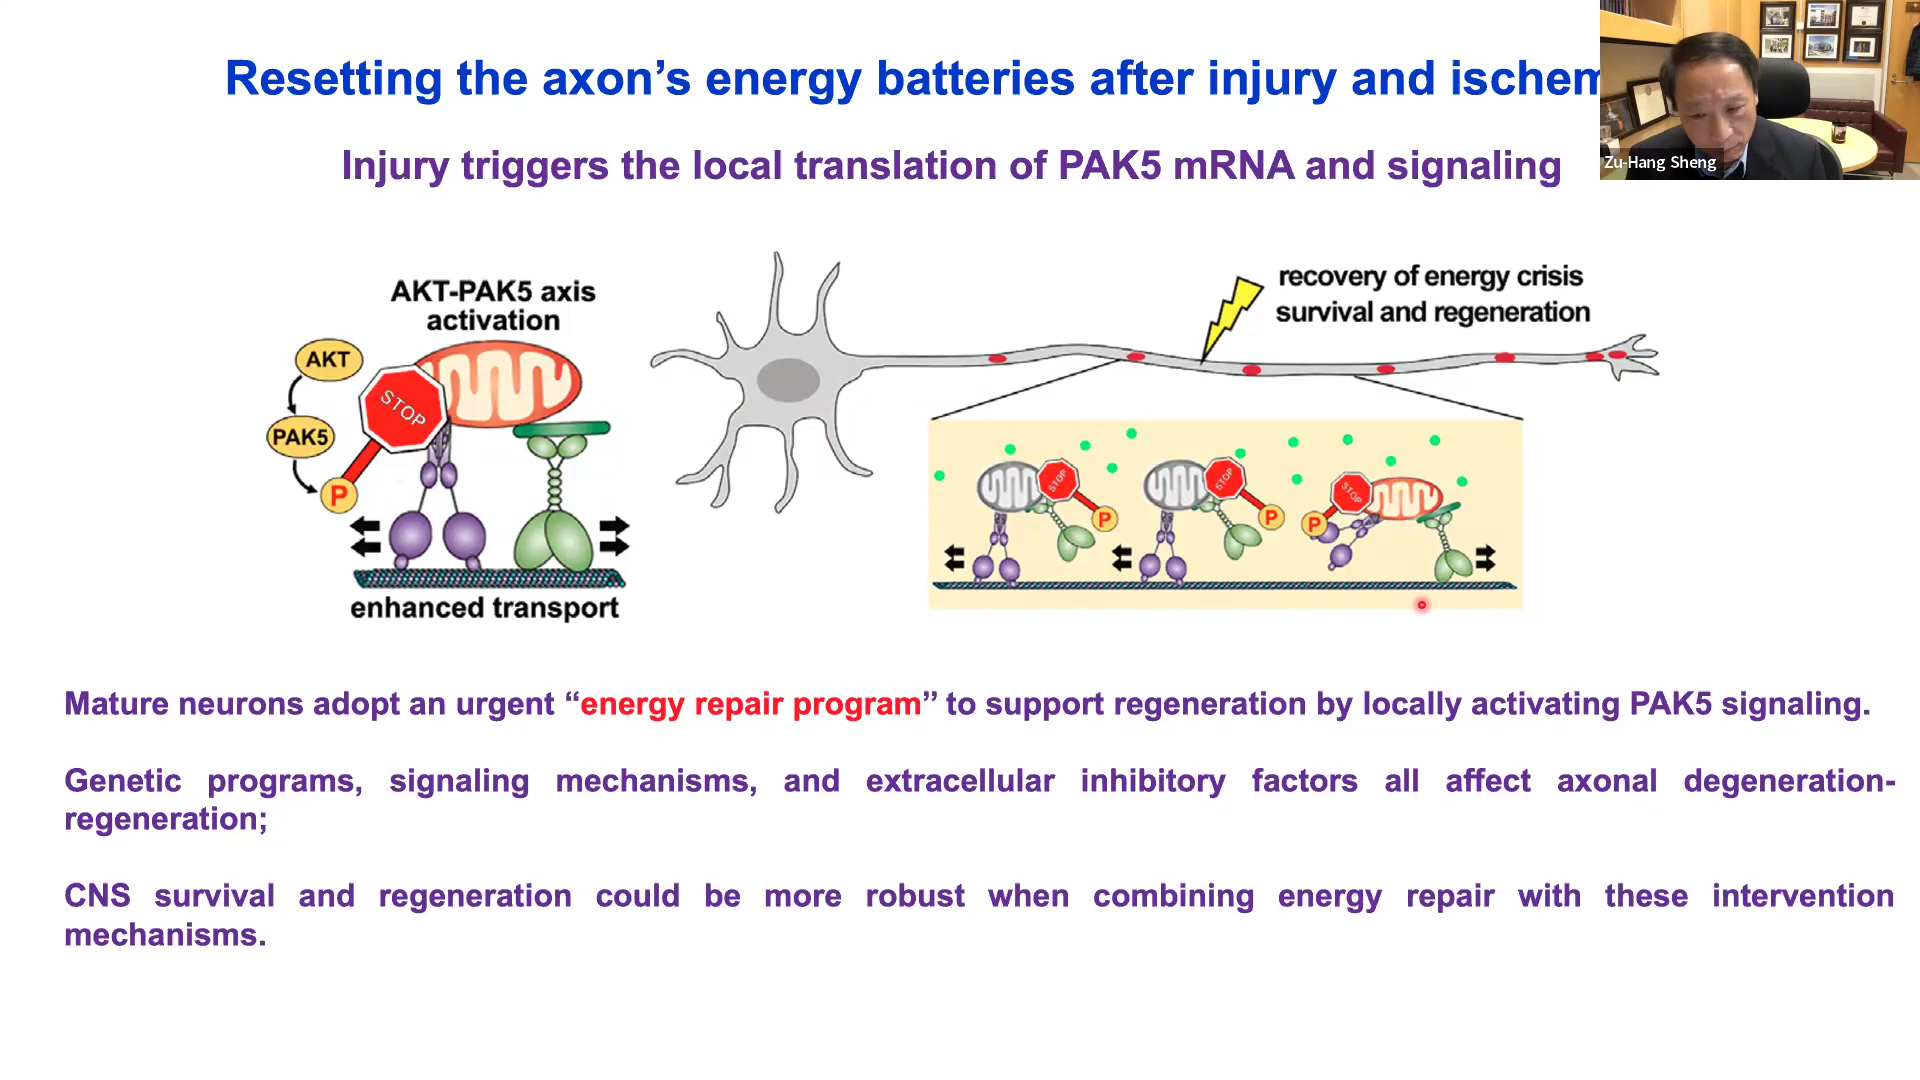 Resetting the axon’s energy batteries after injury and ischem
Injury triggers the local translation of PAK5 mRNA and signaling
Zu-Hang Sheng
AKT-PAK5 axis
activation
AKT
STOP
PAK5
P
enhanced transport
recovery of energy crisis
survival and regeneration
STOP
P
STOP
P
STOP
P
Mature neurons adopt an urgent “energy repair program” to support regeneration by locally activating PAK5 signaling.
Genetic programs, signaling mechanisms, and extracellular inhibitory factors all affect axonal degeneration-
regeneration;
CNS survival and regeneration could be more robust when combining energy repair with these intervention
mechanisms.